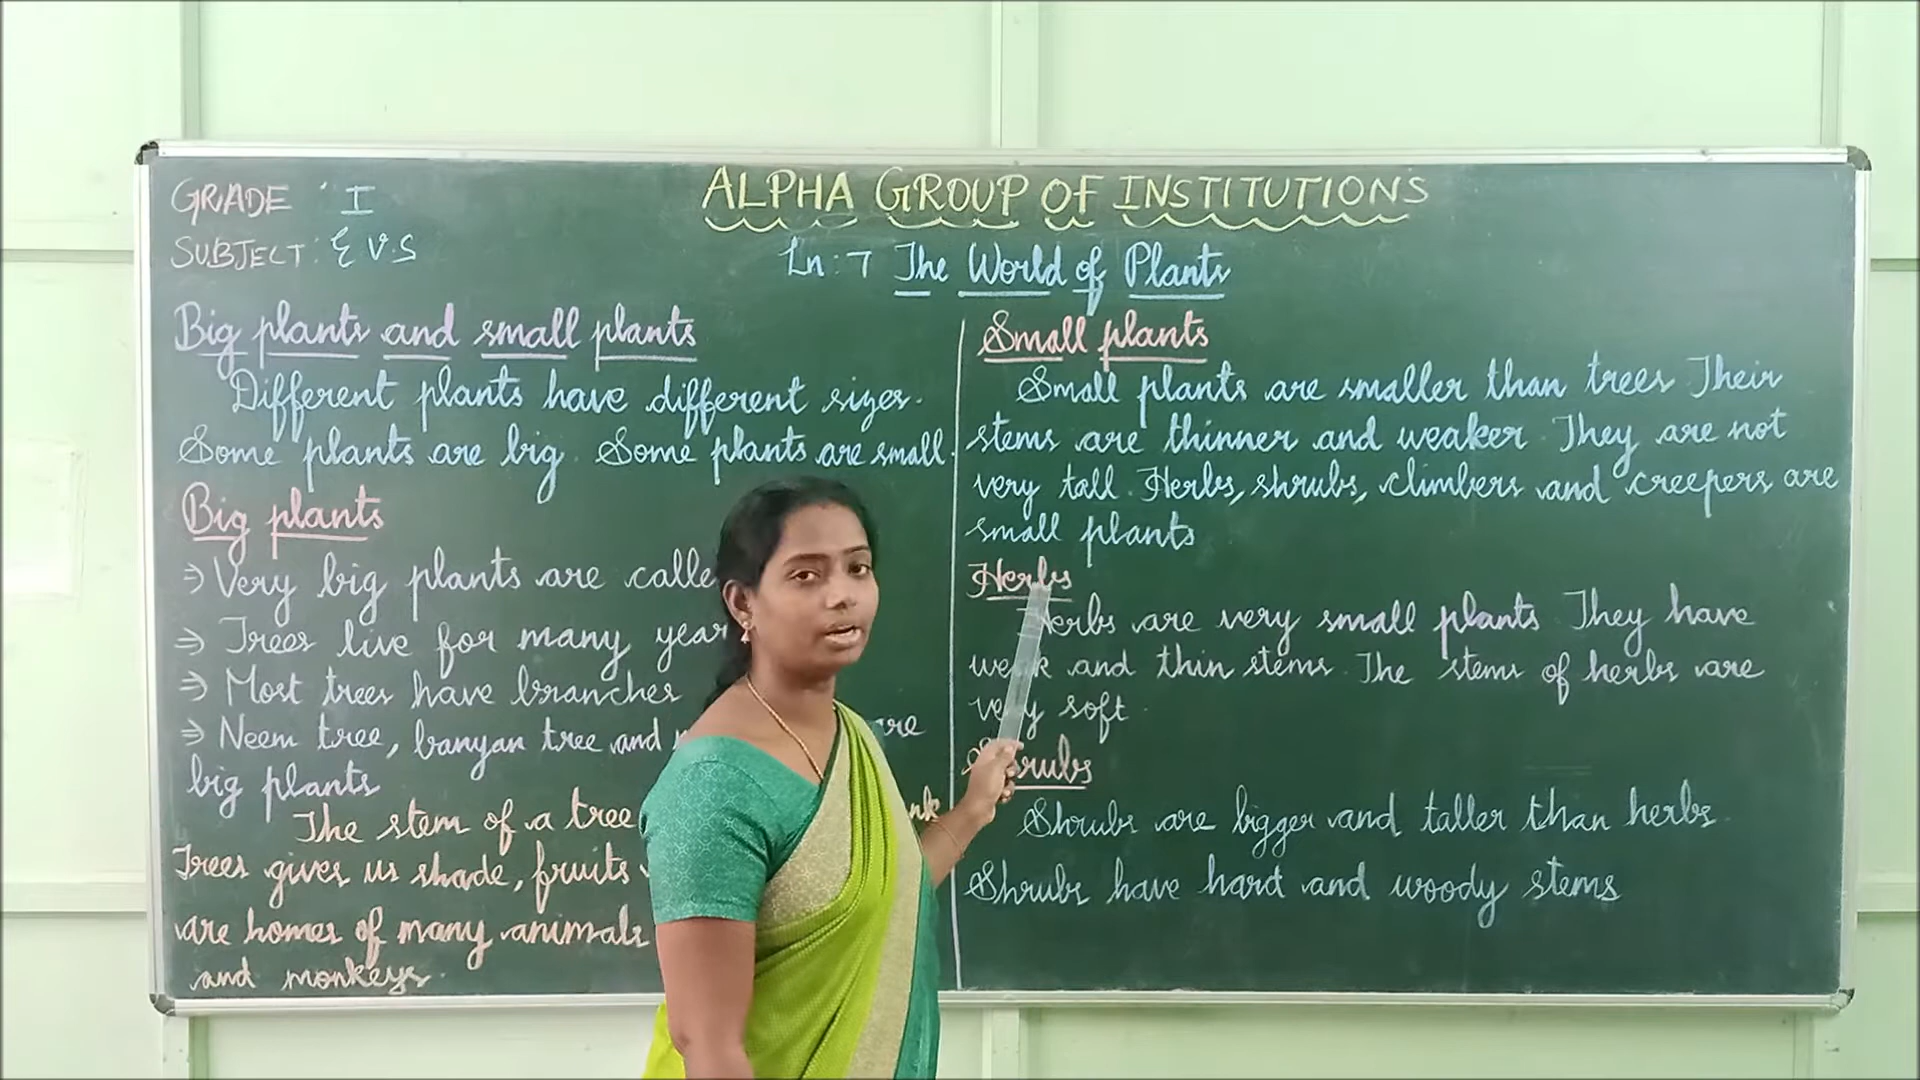 ALPHA GROUP OF INSTITUTIONS
GRADE : I
SUBJECT : E V S
Ln : 7 The World of Plants
Big plants and small plants
Different plants have different sizes.
Some plants are big. Some plants are small.
Big plants
⇒ Very big plants are
⇒ Trees live for many
⇒ Most trees have branches
⇒ Neem tree, banyan tree and are
big plants
The stem of a tree
Trees gives us shade, fruits
are homes of many animals
and monkeys.
Small plants
Small plants are smaller than trees Their
stems are thinner and weaker. They are not
very tall. Herbs, shrubs, climbers and creepers are
small plants
Herbs
Herbs are very small plants. They have
weak and thin stems. The stems of herbs are
very soft.
Shrubs
Shrubs are bigger and taller than herbs.
Shrubs have hard and woody stems